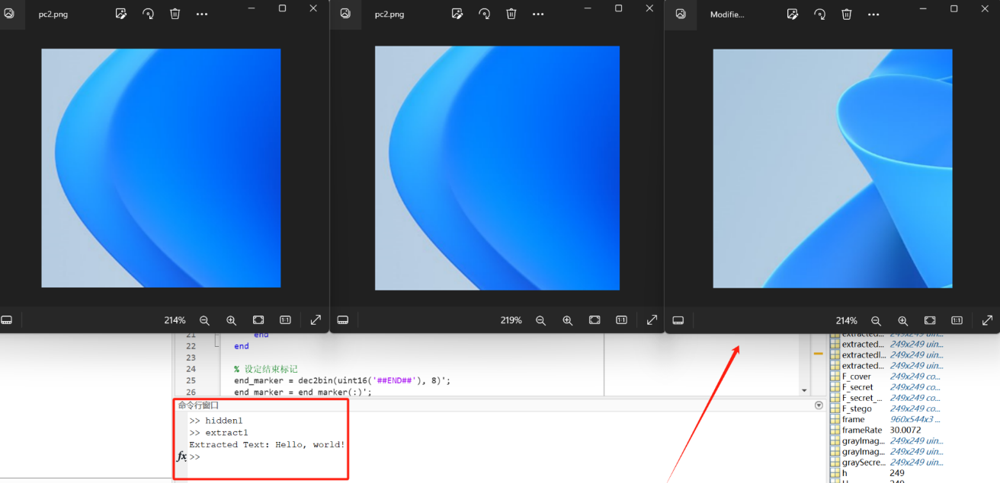 pc2.png
pc2.png
Modifie...
214%
219%
214%
21
end
22
end
23
24
% 设定结束标记
25
end_marker = dec2bin(uint16('##END##'), 8)';
26
end_marker = end_marker(:)';
命令行窗口
>> hidden1
>> extract1
Extracted Text: Hello, world!
fx >>
extracted... 249x249 uin...
extracted... 249x249 uin...
extractedI... 249x249 uin...
extracted... 249x249 uin...
F_cover 249x249 co...
F_secret 249x249 co...
F_secret_... 249x249 co...
F_stego 249x249 co...
frame 960x544x3 ...
frameRate 30.0072
grayImag... 249x249 uin...
grayImag... 249x249 uin...
graySecre... 249x249 uin...
h 249